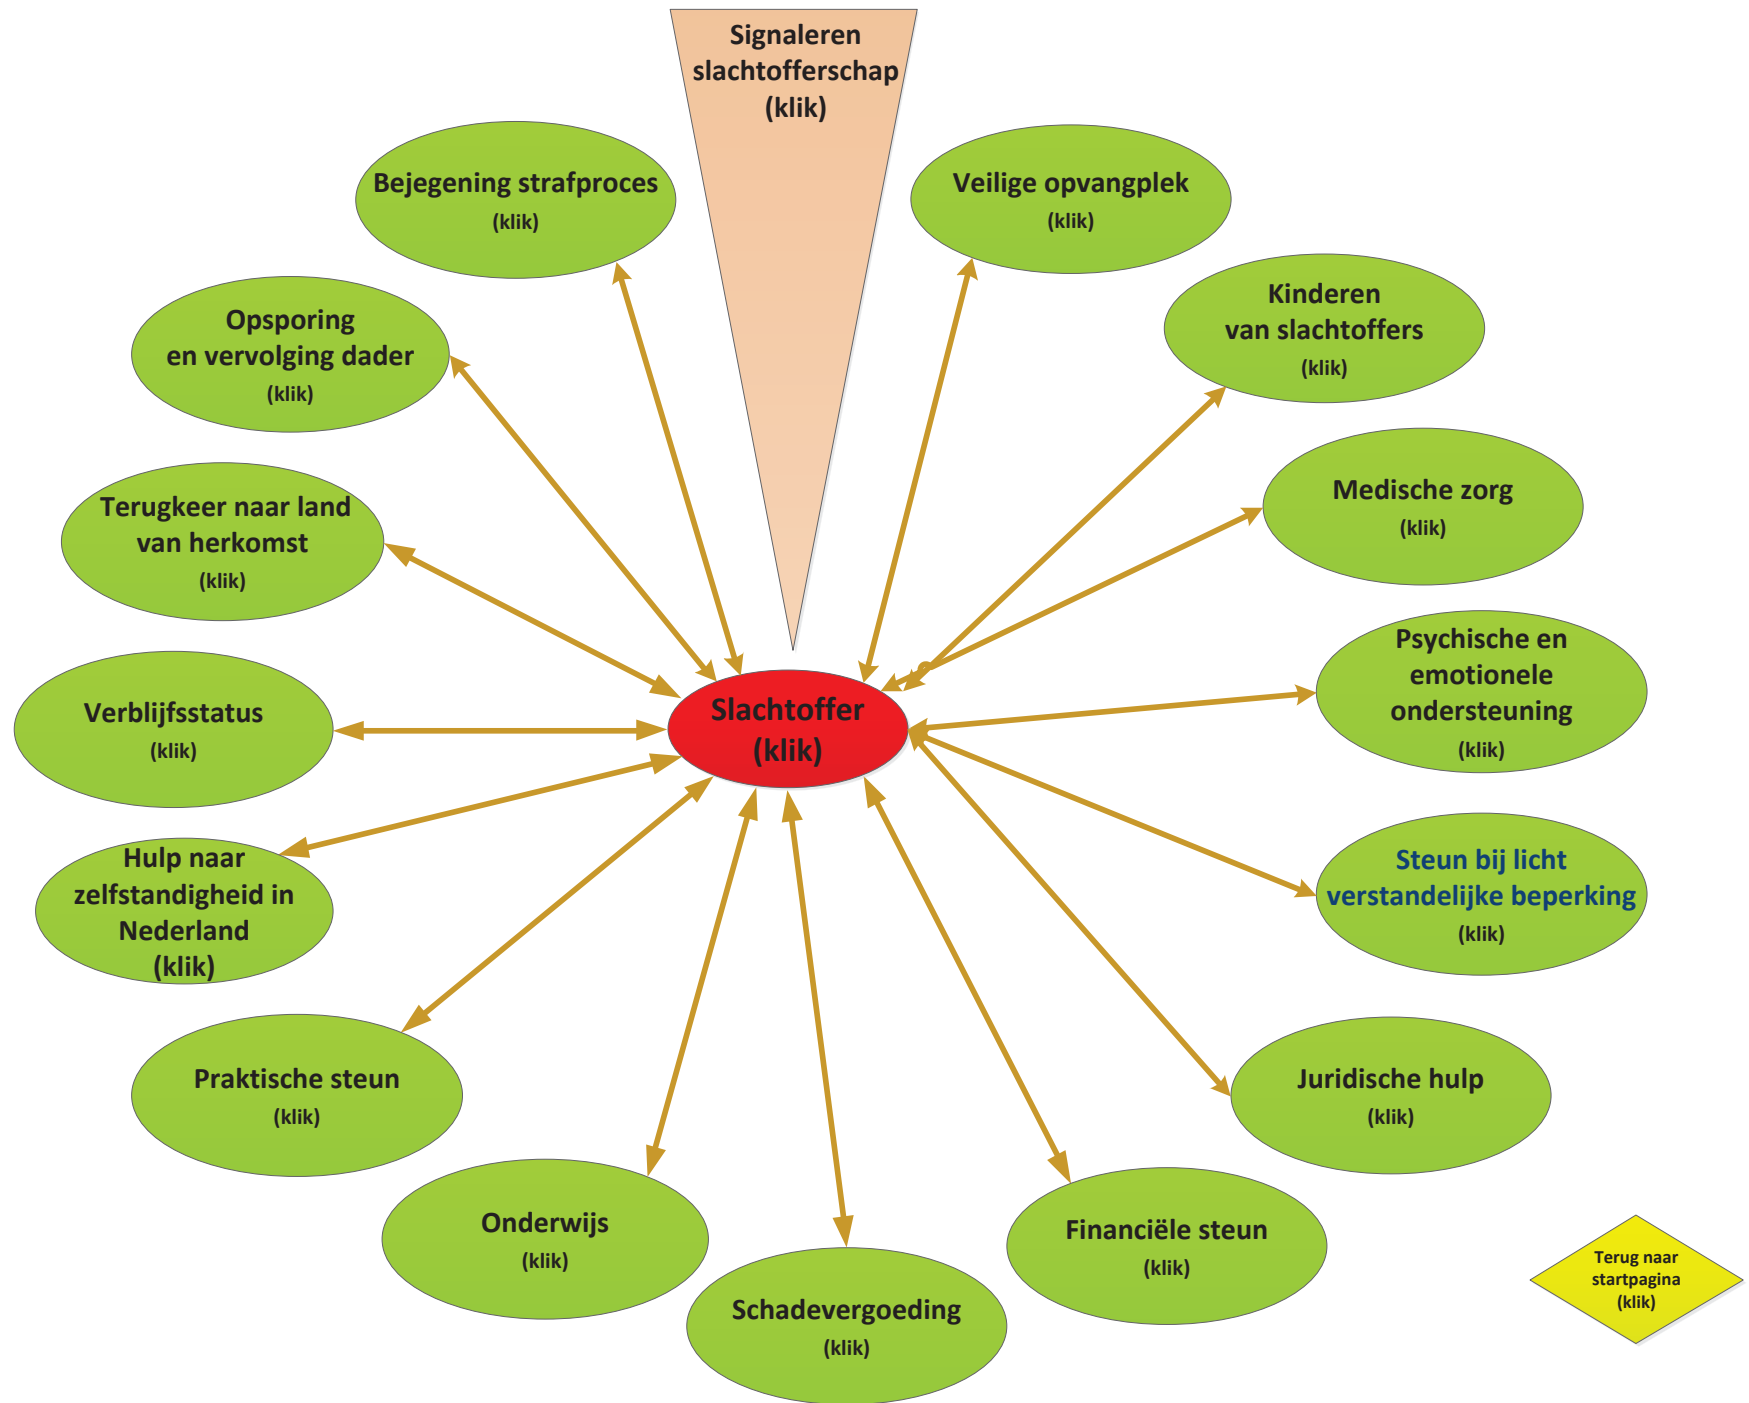 Signaleren
slachtofferschap
(klik)
Bejegening strafproces
(klik)
Veilige opvangplek
(klik)
Opsporing
en vervolging dader
(klik)
Kinderen
van slachtoffers
(klik)
Terugkeer naar land
van herkomst
(klik)
Medische zorg
(klik)
Verblijfsstatus
(klik)
Slachtoffer
(klik)
Psychische en
emotionele
ondersteuning
(klik)
Hulp naar
zelfstandigheid in
Nederland
(klik)
Steun bij licht
verstandelijke beperking
(klik)
Praktische steun
(klik)
Juridische hulp
(klik)
Onderwijs
(klik)
Schadevergoeding
(klik)
Financiële steun
(klik)
Terug naar
startpagina
(klik)